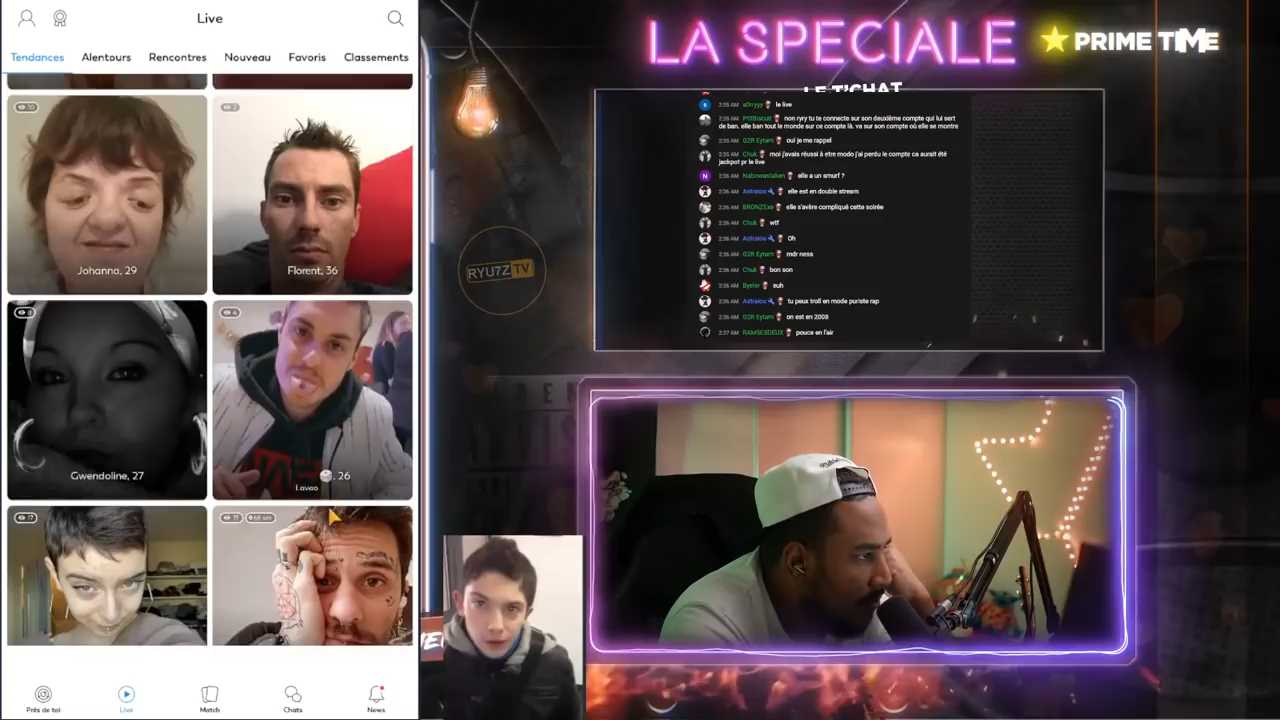 Live
Tendances Alentours Rencontres Nouveau Favoris Classements
10
Johanna, 29
Florent, 36
Gwendoline, 27
26
Lovoo
17
15
Près de toi
Live
Match
Chats
News
LA SPECIALE
PRIME TIME
LE T'CHAT
2:35 AM s0rryyy le live
2:35 AM PtitBiscuit non ryry tu te connecte sur son deuxième compte qui lui sert
de ban. elle ban tout le monde sur ce compte là. va sur son compte où elle se montre
2:35 AM G2R Eytam oui je me rappel
2:35 AM Chuk moi j'avais réussi à etre modo j'ai perdu le compte ca aurait été
jackpot pr le live
2:36 AM Nabowasfaken elle a un smurf ?
2:36 AM Astraios elle est en double stream
2:36 AM BRONZExe elle s'avère compliqué cette soirée
2:36 AM Chuk wtf
2:36 AM Astraios Oh
2:36 AM G2R Eytam mdr ness
2:36 AM Chuk bon son
2:36 AM Byeler euh
2:36 AM Astraios tu peux troll en mode puriste rap
2:36 AM G2R Eytam on est en 2008
2:37 AM RAMSESDEUX pouce en l'air
RYU7Z TV